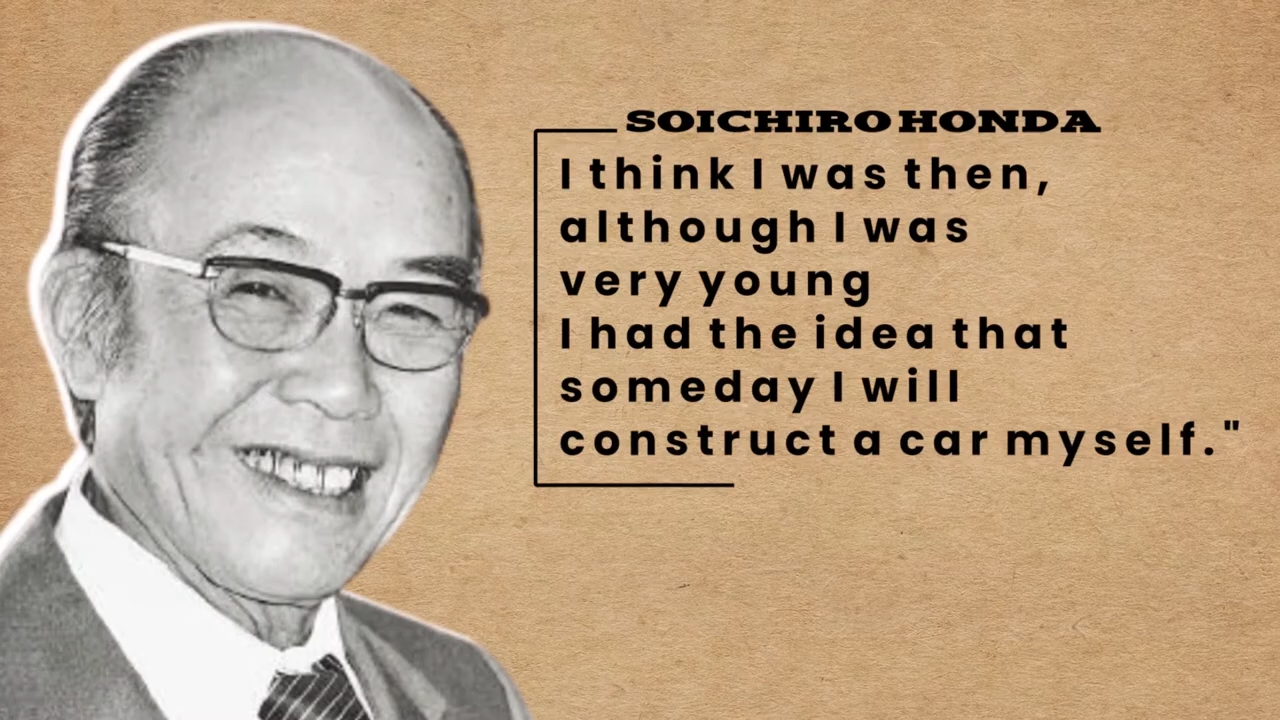 SOICHIRO HONDA
I think I was then,
although I was
very young
I had the idea that
someday I will
construct a car myself."